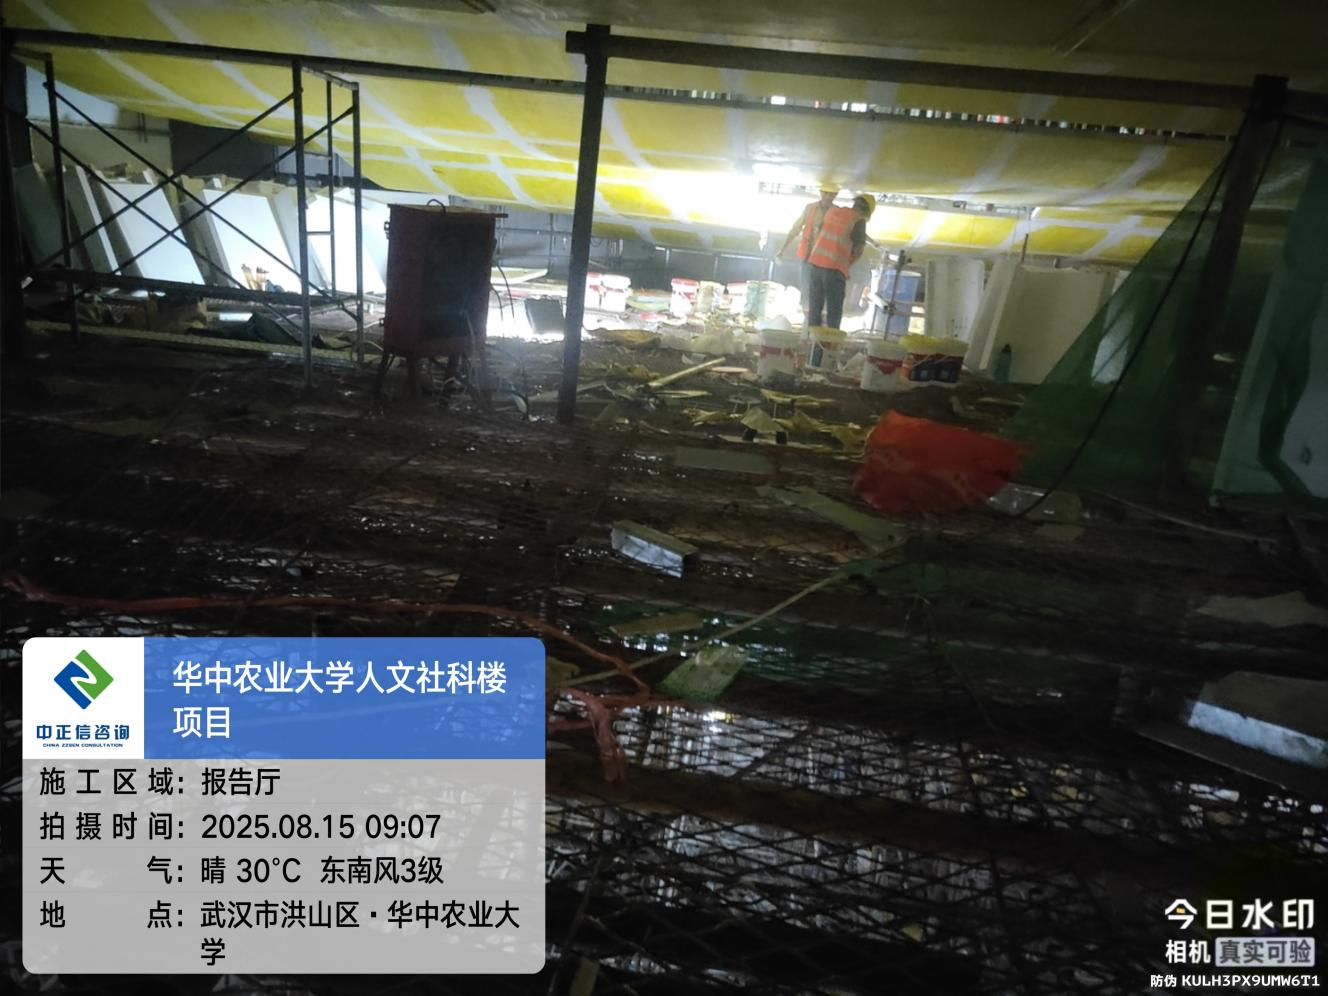 华中农业大学人文社科楼
项目
中正信咨询
CHINA ZZSEN CONSULTATION
施工区域：报告厅
拍摄时间：2025.08.15 09:07
天气：晴 30°C 东南风3级
地点：武汉市洪山区·华中农业大
学
今日水印
相机 真实可验
防伪 KULH3PX9UMW6T1